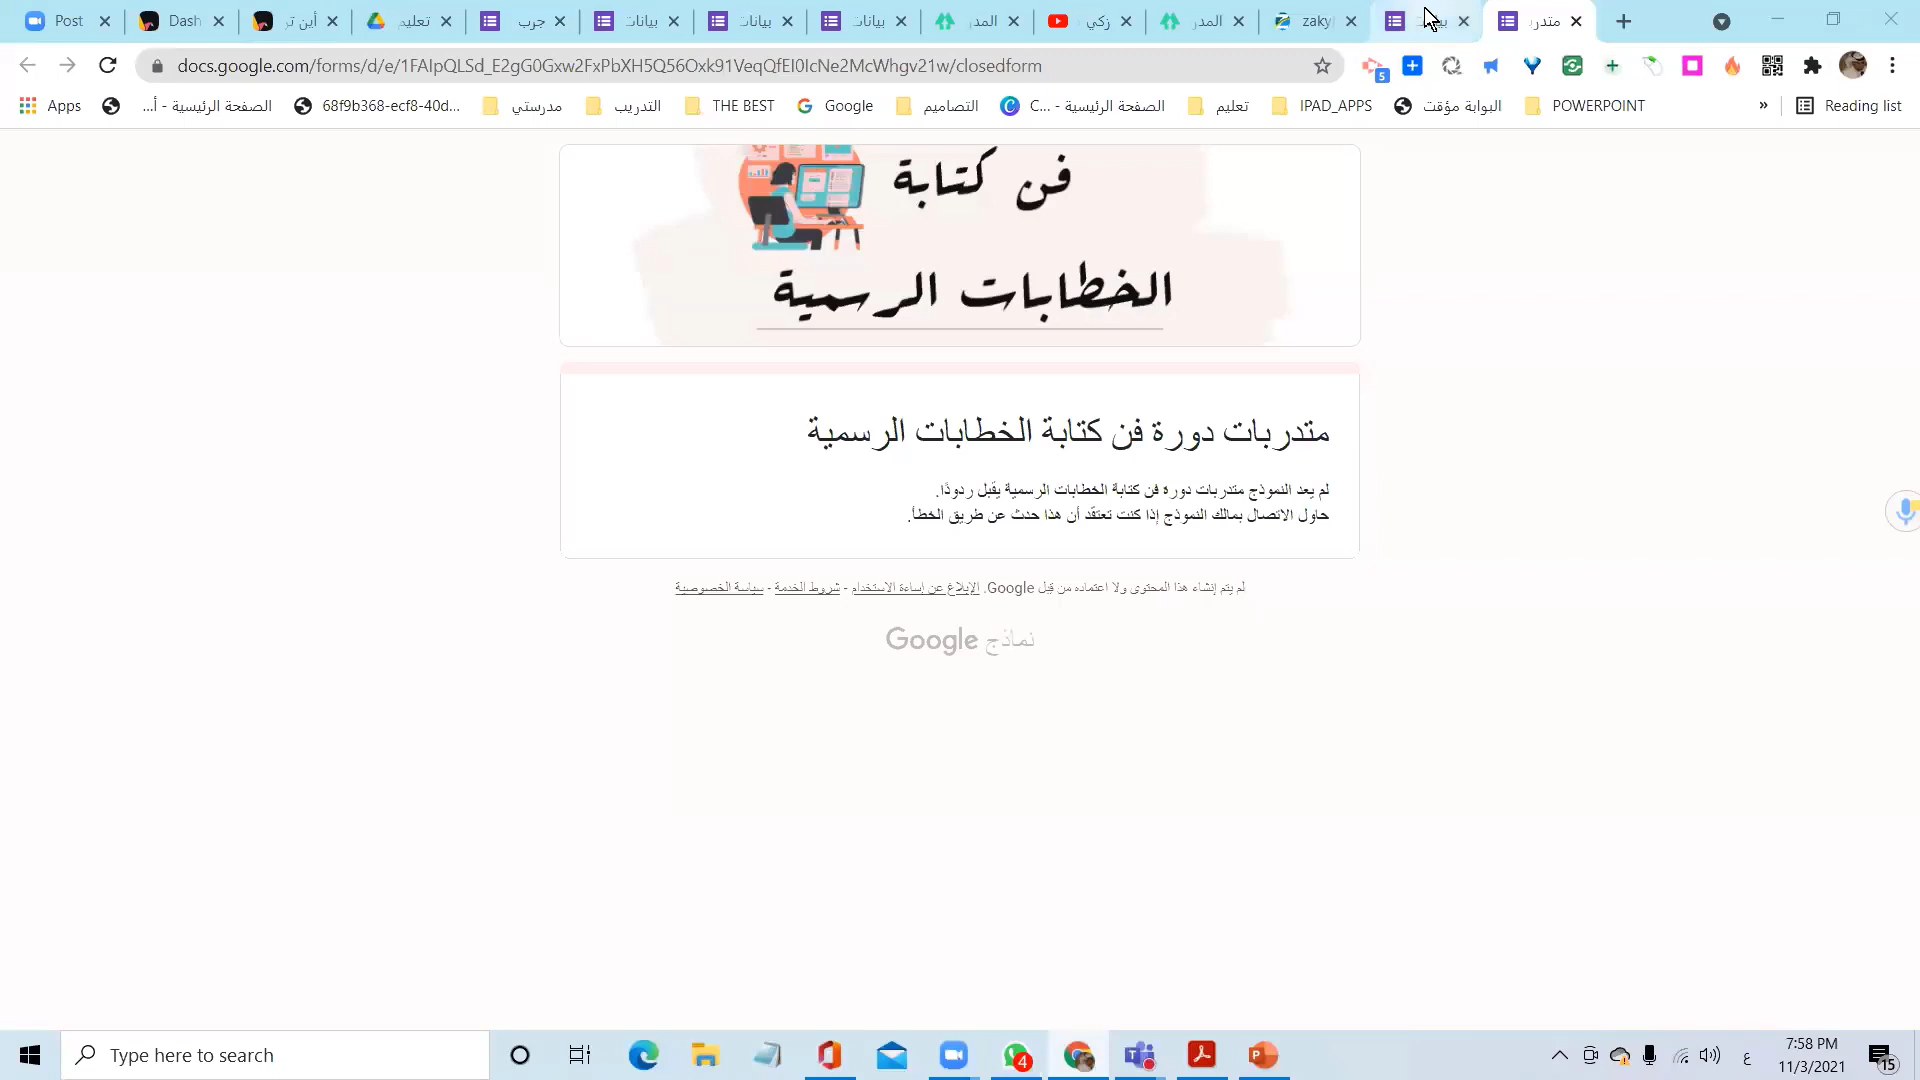 Post
Dash
أين تر
تعليم
جرب
بيانات
بيانات
بيانات
المدر
زكي
المدر
zaky
متدر
docs.google.com/forms/d/e/1FAIpQLSd_E2gG0Gxw2FxPbXH5Q56Oxk91VeqQfEI0IcNe2McWhgv21w/closedform
5
Apps
الصفحة الرئيسية - أ...
68f9b368-ecf8-40d...
مدرستي
التدريب
THE BEST
Google
التصاميم
الصفحة الرئيسية - C...
تعليم
IPAD_APPS
البوابة مؤقت
POWERPOINT
»
Reading list
فن كتابة
الخطابات الرسمية
متدربات دورة فن كتابة الخطابات الرسمية
لم يعد النموذج متدربات دورة فن كتابة الخطابات الرسمية يقبل ردودًا.
حاول الاتصال بمالك النموذج إذا كنت تعتقد أن هذا حدث عن طريق الخطأ.
لم يتم إنشاء هذا المحتوى ولا اعتماده من قبل Google. الإبلاغ عن إساءة الاستخدام - شروط الخدمة - سياسة الخصوصية
نماذج Google
Type here to search
4
ع
7:58 PM
11/3/2021
15